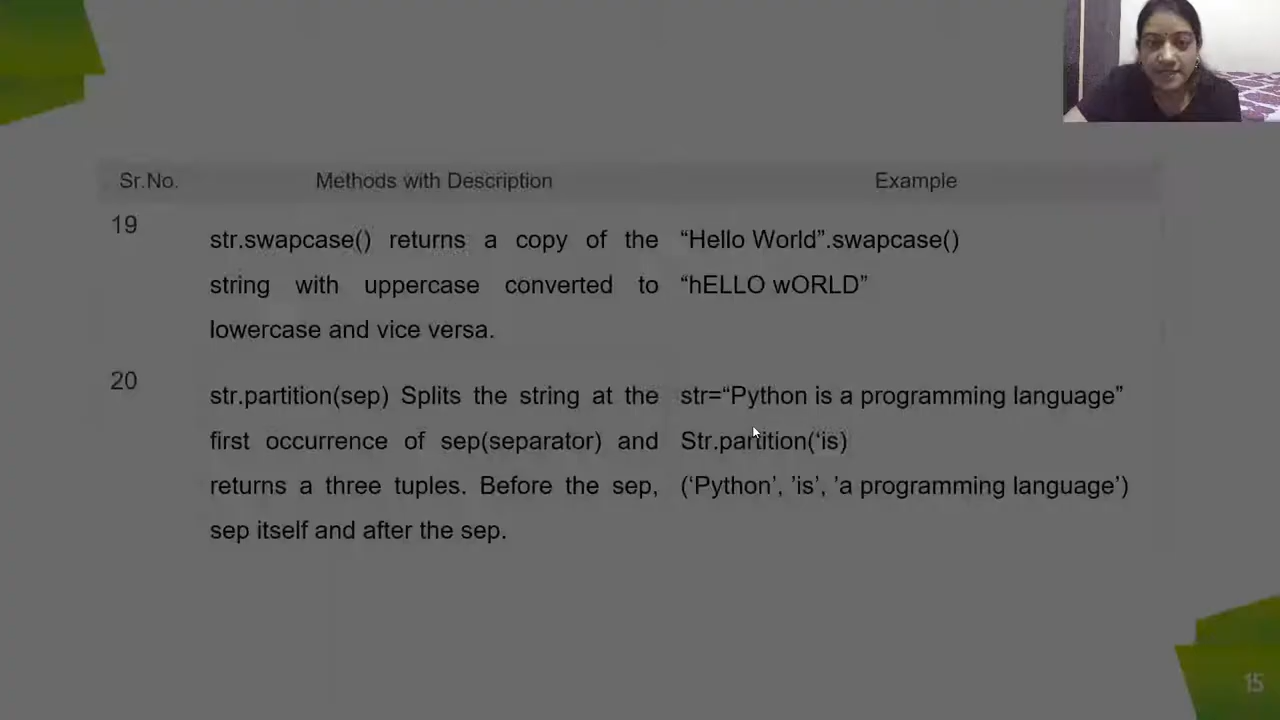 Sr.No. Methods with Description Example
19
str.swapcase() returns a copy of the “Hello World”.swapcase()
string with uppercase converted to “hELLO wORLD”
lowercase and vice versa.
20
str.partition(sep) Splits the string at the str=“Python is a programming language”
first occurrence of sep(separator) and Str.partition(‘is)
returns a three tuples. Before the sep, (‘Python’, ’is’, ’a programming language’)
sep itself and after the sep.
15